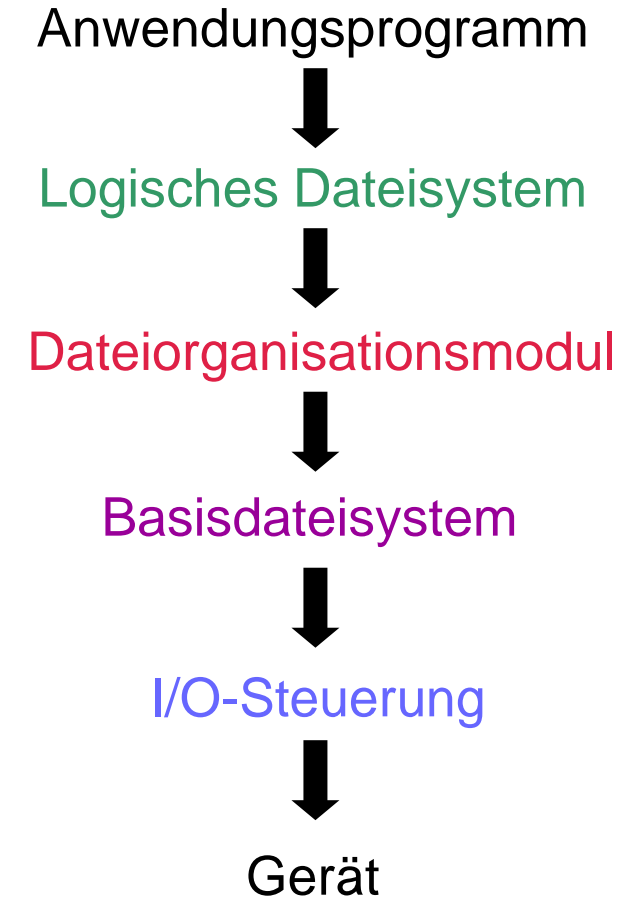 Anwendungsprogramm
Logisches Dateisystem
Dateiorganisationsmodul
Basisdateisystem
I/O-Steuerung
Gerät